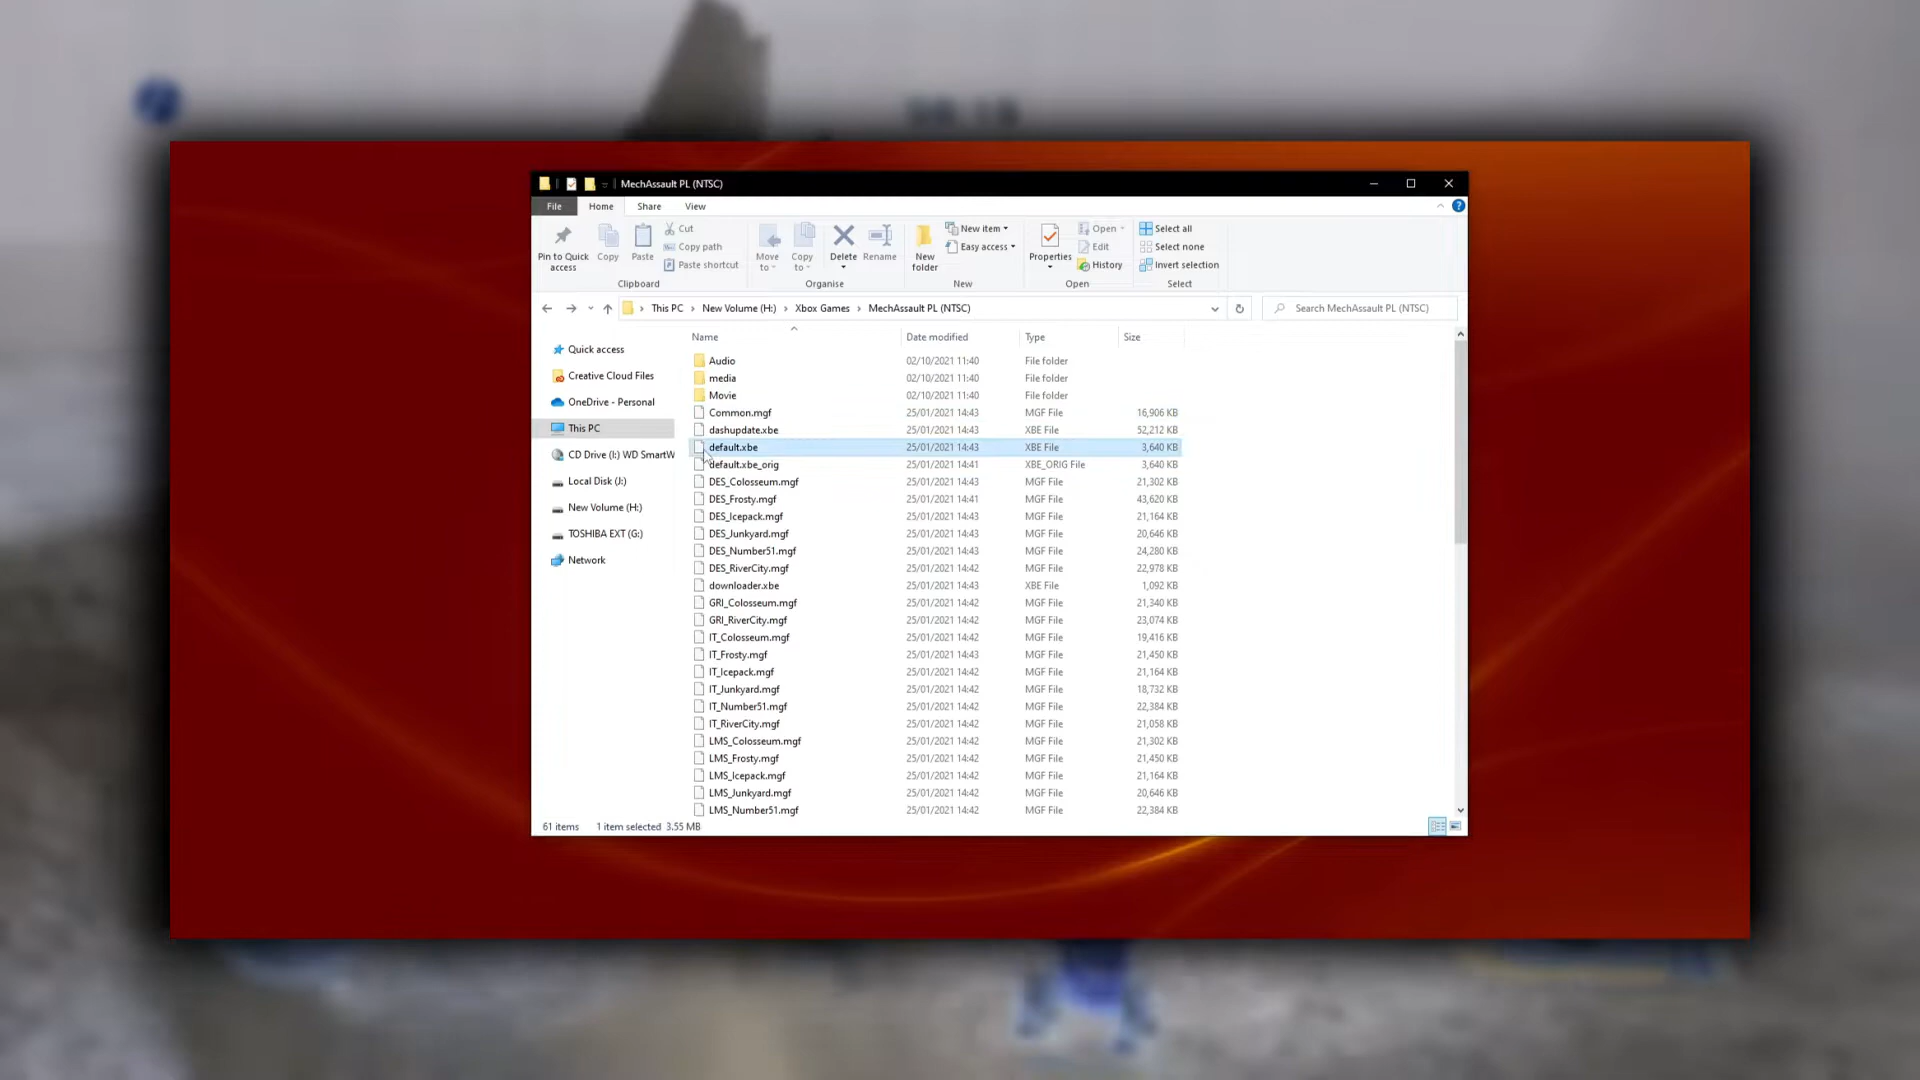 MechAssault PL (NTSC)
File Home Share View
Pin to Quick access
Copy
Paste
Cut
Copy path
Paste shortcut
Clipboard
Move to
Copy to
Delete
Rename
Organise
New folder
New item
Easy access
New
Properties
Open
Edit
History
Open
Select all
Select none
Invert selection
Select
This PC > New Volume (H:) > Xbox Games > MechAssault PL (NTSC)
Search MechAssault PL (NTSC)
Quick access
Creative Cloud Files
OneDrive - Personal
This PC
CD Drive (I:) WD SmartW
Local Disk (J:)
New Volume (H:)
TOSHIBA EXT (G:)
Network
Name Date modified Type Size
Audio 02/10/2021 11:40 File folder
media 02/10/2021 11:40 File folder
Movie 02/10/2021 11:40 File folder
Common.mgf 25/01/2021 14:43 MGF File 16,906 KB
dashupdate.xbe 25/01/2021 14:43 XBE File 52,212 KB
default.xbe 25/01/2021 14:43 XBE File 3,640 KB
default.xbe_orig 25/01/2021 14:41 XBE_ORIG File 3,640 KB
DES_Colosseum.mgf 25/01/2021 14:43 MGF File 21,302 KB
DES_Frosty.mgf 25/01/2021 14:41 MGF File 43,620 KB
DES_Icepack.mgf 25/01/2021 14:43 MGF File 21,164 KB
DES_Junkyard.mgf 25/01/2021 14:43 MGF File 20,646 KB
DES_Number51.mgf 25/01/2021 14:43 MGF File 24,280 KB
DES_RiverCity.mgf 25/01/2021 14:42 MGF File 22,978 KB
downloader.xbe 25/01/2021 14:43 XBE File 1,092 KB
GRI_Colosseum.mgf 25/01/2021 14:42 MGF File 21,340 KB
GRI_RiverCity.mgf 25/01/2021 14:42 MGF File 23,074 KB
IT_Colosseum.mgf 25/01/2021 14:42 MGF File 19,416 KB
IT_Frosty.mgf 25/01/2021 14:43 MGF File 21,450 KB
IT_Icepack.mgf 25/01/2021 14:42 MGF File 21,164 KB
IT_Junkyard.mgf 25/01/2021 14:42 MGF File 18,732 KB
IT_Number51.mgf 25/01/2021 14:42 MGF File 22,384 KB
IT_RiverCity.mgf 25/01/2021 14:42 MGF File 21,058 KB
LMS_Colosseum.mgf 25/01/2021 14:42 MGF File 21,302 KB
LMS_Frosty.mgf 25/01/2021 14:42 MGF File 21,450 KB
LMS_Icepack.mgf 25/01/2021 14:42 MGF File 21,164 KB
LMS_Junkyard.mgf 25/01/2021 14:42 MGF File 20,646 KB
LMS_Number51.mgf 25/01/2021 14:42 MGF File 22,384 KB
61 items 1 item selected 3.55 MB